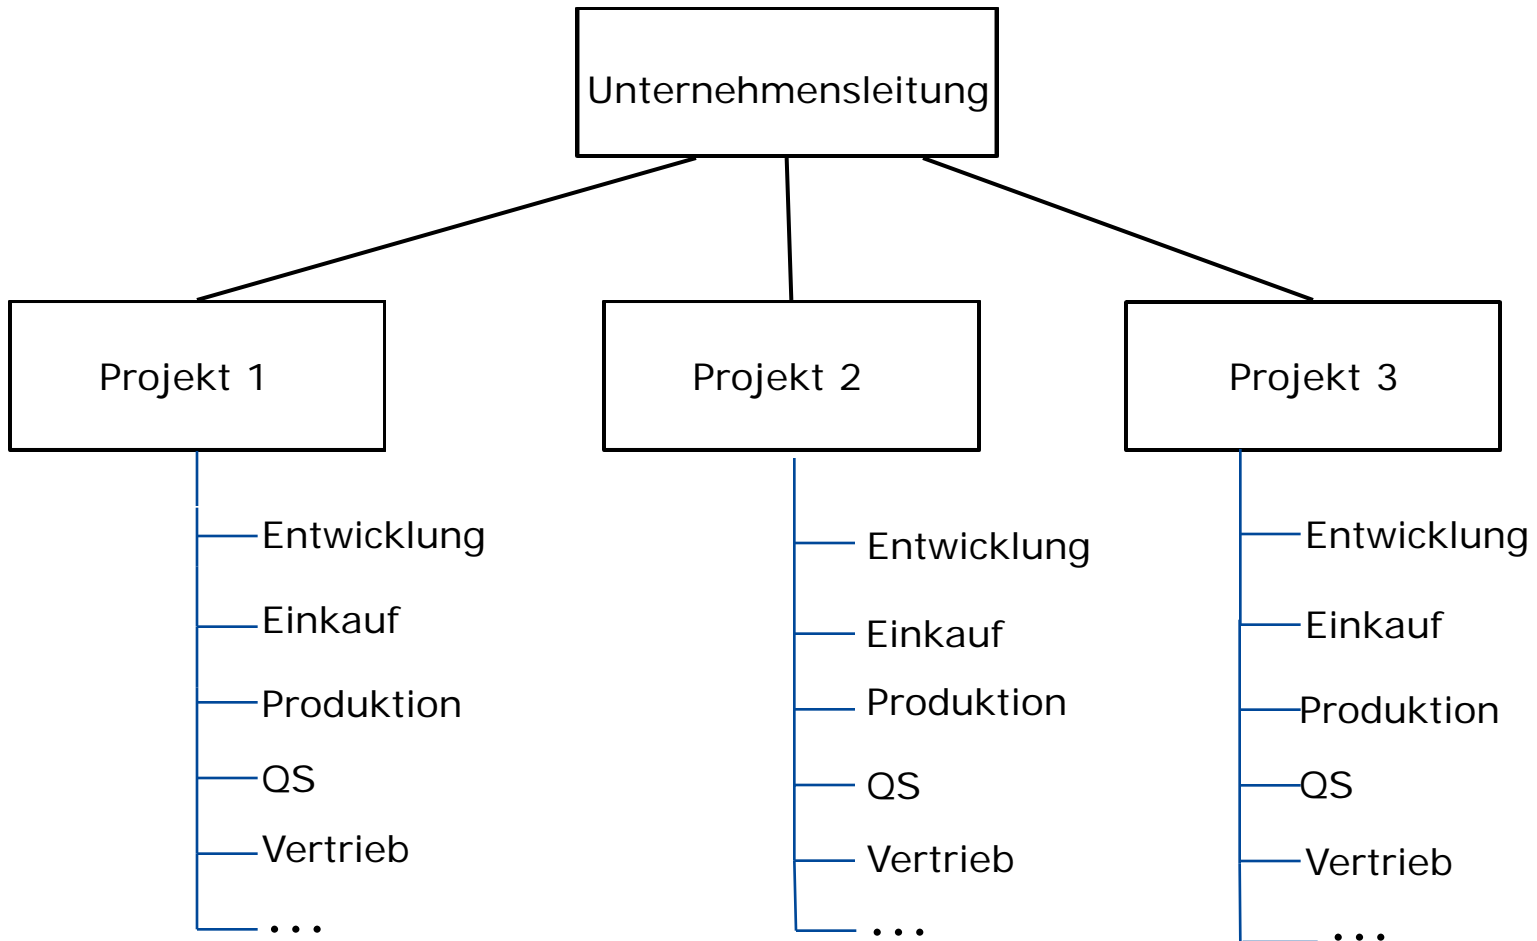 Unternehmensleitung
Projekt 1
Projekt 2
Projekt 3
Entwicklung
Einkauf
Produktion
QS
Vertrieb
...
Entwicklung
Einkauf
Produktion
QS
Vertrieb
...
Entwicklung
Einkauf
Produktion
QS
Vertrieb
...